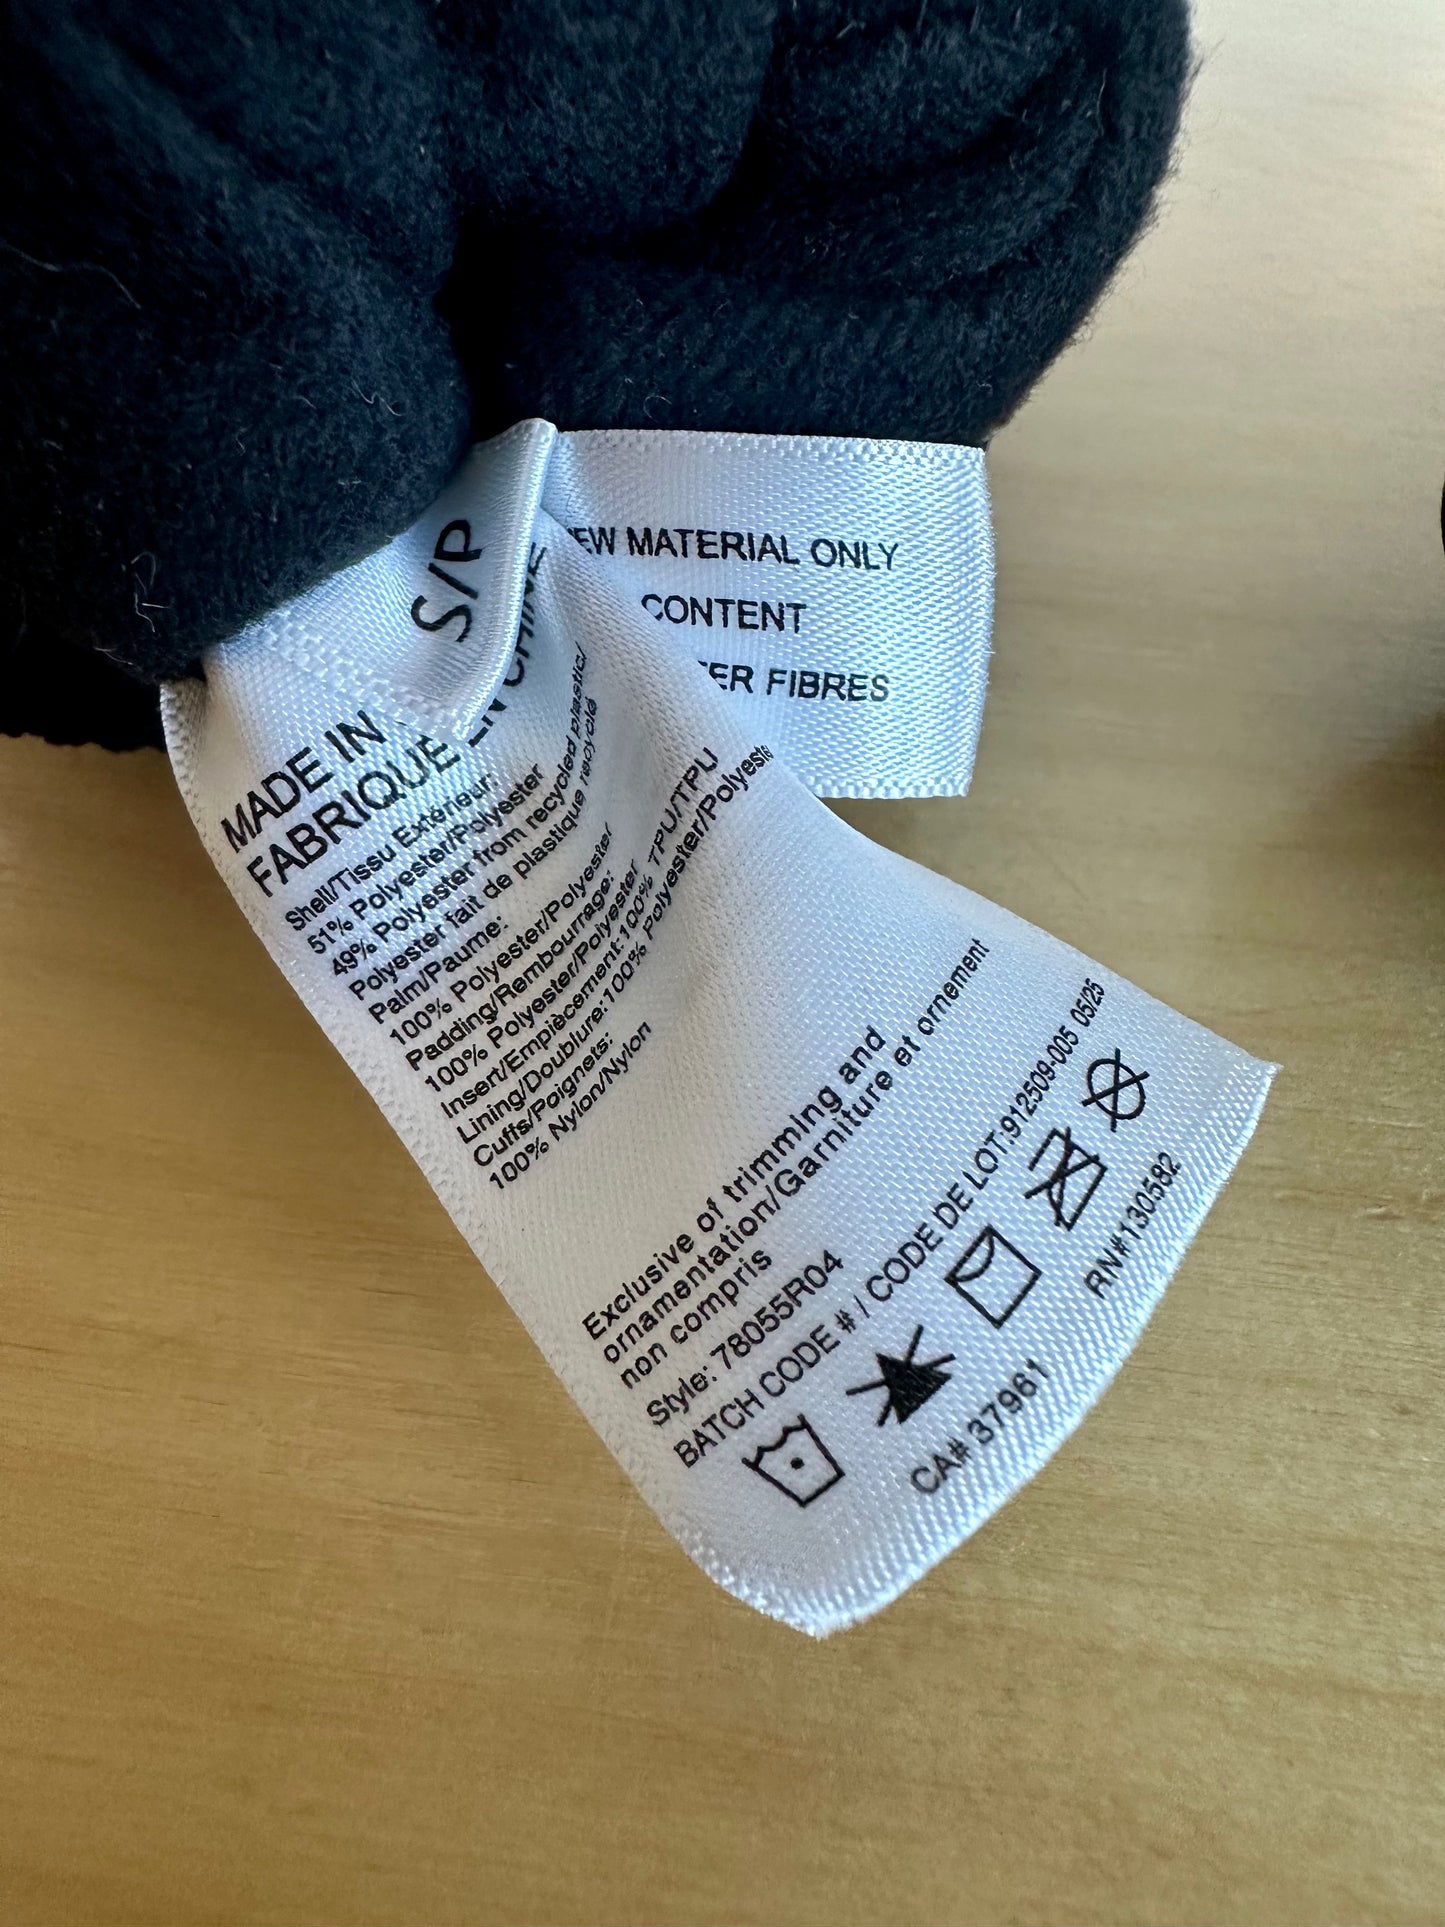 S/P
MADE IN
FABRIQUE EN CHINE
Shell/Tissu Extérieur:
51% Polyester/Polyester
49% Polyester from recycled plastic/
Polyester fait de plastique recyclé
Palm/Paume:
100% Polyester/Polyester
Padding/Rembourrage:
100% Polyester/Polyester
Insert/Empiècement:100% TPU/TPU
Lining/Doublure:100% Polyester/Polyester
Cuffs/Poignets:
100% Nylon/Nylon
Exclusive of trimming and
ornamentation/Garniture et ornement
non compris
Style: 78055R04
BATCH CODE # / CODE DE LOT:912509-005 05/25
CA# 37961 RN#130582
MATERIAL ONLY
CONTENT
FIBRES